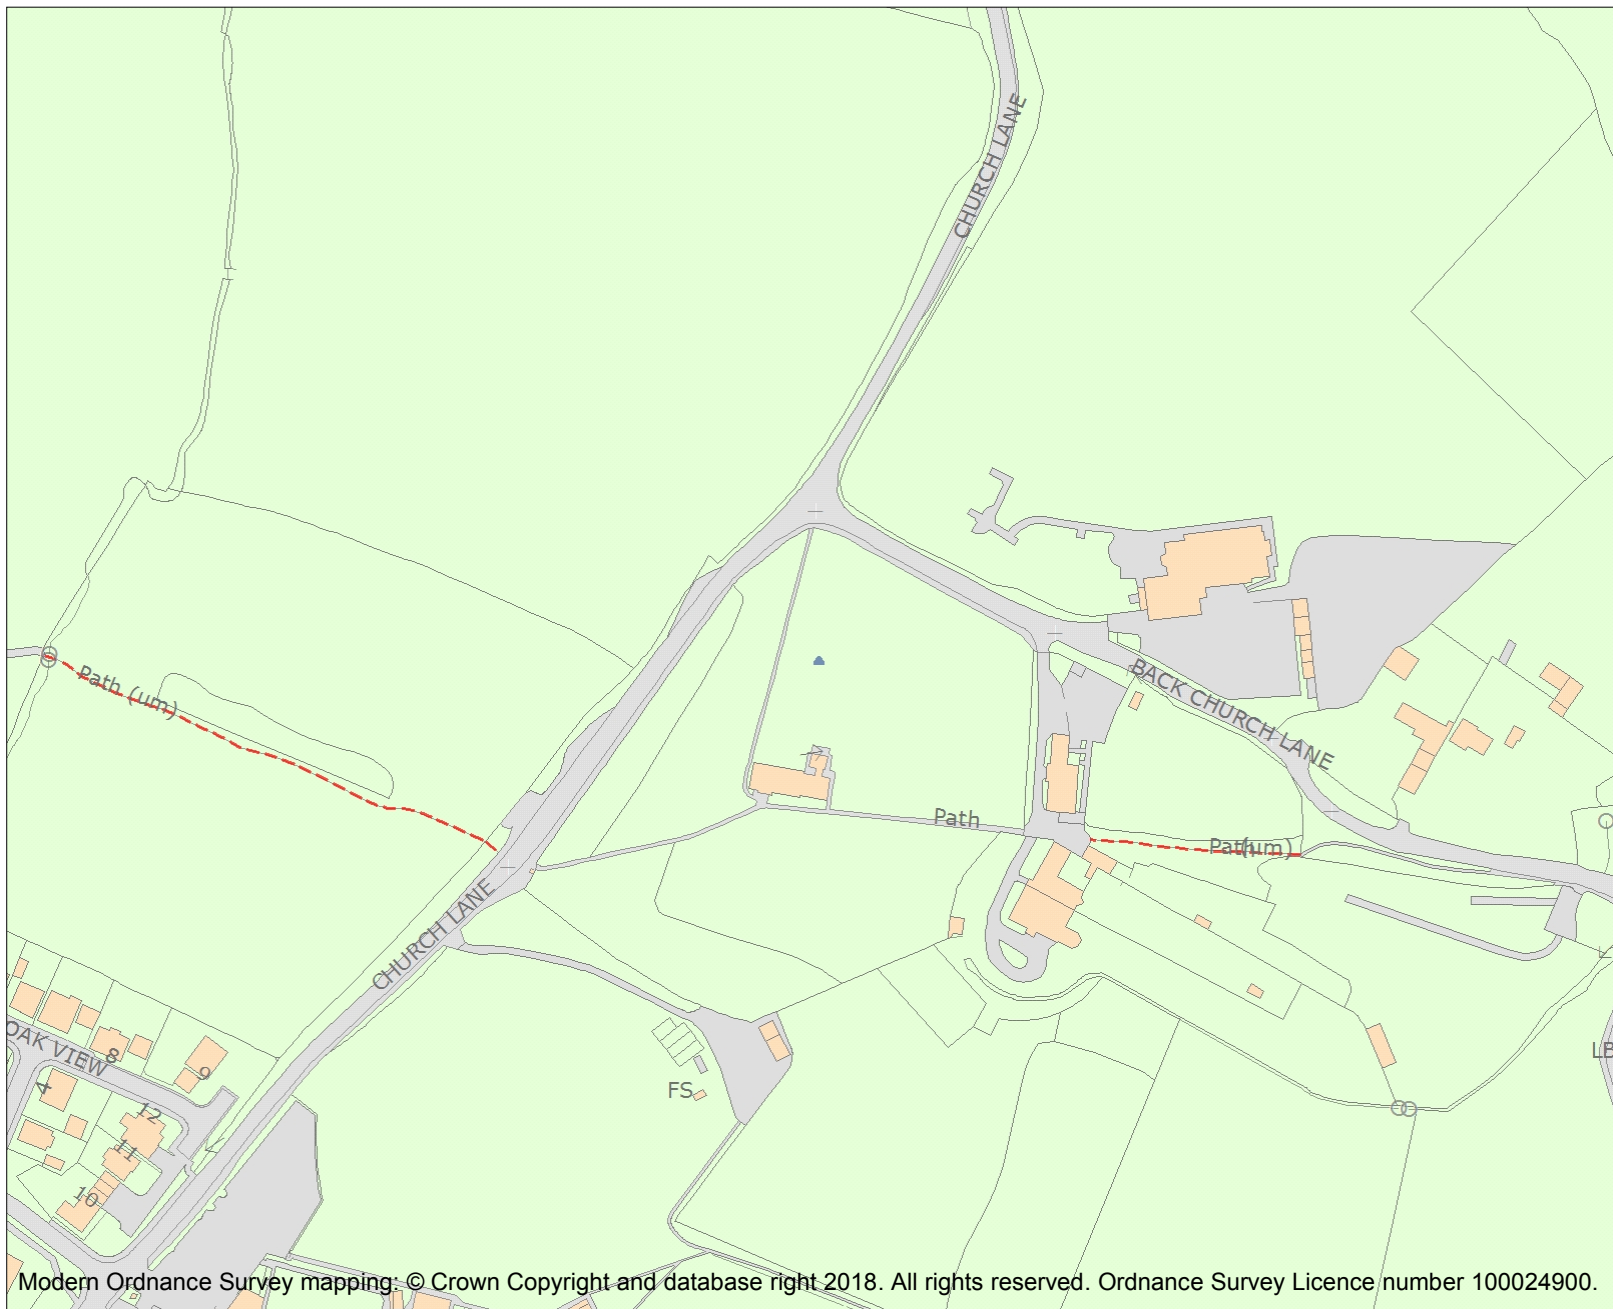 CHURCH LANE
BACK CHURCH LANE
Path (um)
Path
Path
(um)
CHURCH LANE
OAK VIEW
8
9
4
12
11
10
FS
LB
Modern Ordnance Survey mapping: © Crown Copyright and database right 2018. All rights reserved. Ordnance Survey Licence number 100024900.